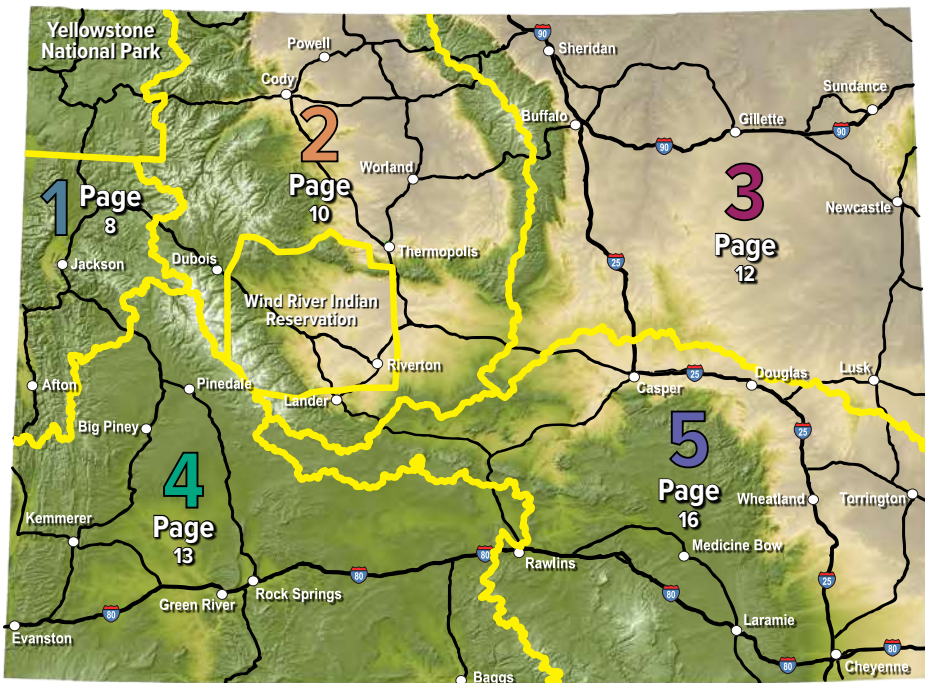 Yellowstone
National Park
Powell
90
Sheridan
Cody
Sundance
2
Buffalo
Gillette
90
90
Worland
Page
10
1
Page
8
3
Newcastle
Page
12
Thermopolis
Dubois
Jackson
25
Wind River Indian
Reservation
Riverton
Afton
Pinedale
Casper
25
Douglas
Lusk
Lander
Big Piney
5
25
4
Page
16
Wheatland
Torrington
Kemmerer
Page
13
Medicine Bow
80
Rawlins
80
Rock Springs
Green River
80
25
80
Evanston
Laramie
80
80
Cheyenne
Baggs